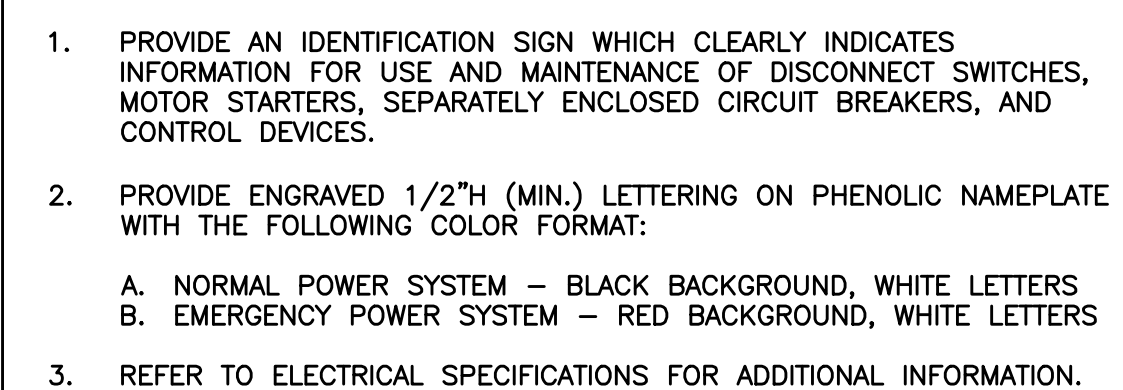 1. PROVIDE AN IDENTIFICATION SIGN WHICH CLEARLY INDICATES
INFORMATION FOR USE AND MAINTENANCE OF DISCONNECT SWITCHES,
MOTOR STARTERS, SEPARATELY ENCLOSED CIRCUIT BREAKERS, AND
CONTROL DEVICES.
2. PROVIDE ENGRAVED 1/2"H (MIN.) LETTERING ON PHENOLIC NAMEPLATE
WITH THE FOLLOWING COLOR FORMAT:
A. NORMAL POWER SYSTEM – BLACK BACKGROUND, WHITE LETTERS
B. EMERGENCY POWER SYSTEM – RED BACKGROUND, WHITE LETTERS
3. REFER TO ELECTRICAL SPECIFICATIONS FOR ADDITIONAL INFORMATION.